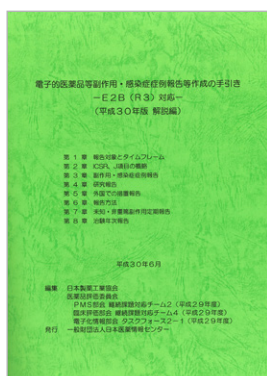 電子的医薬品等副作用・感染症症例報告等作成の手引き
－E2B（R3）対応－
（平成30年版 解説編）
第1章 報告対象とタイムフレーム
第2章 ICSR、J項目の概略
第3章 副作用・感染症症例報告
第4章 研究報告
第5章 外国での措置報告
第6章 報告方法
第7章 未知・非重篤副作用定期報告
第8章 治験年次報告
平成30年6月
編集 日本製薬工業協会
医薬品評価委員会
PMS部会 継続課題対応チーム2（平成29年度）
臨床評価部会 継続課題対応チーム4（平成29年度）
電子化情報部会 タスクフォース2－1（平成29年度）
発行 一般財団法人日本医薬情報センター